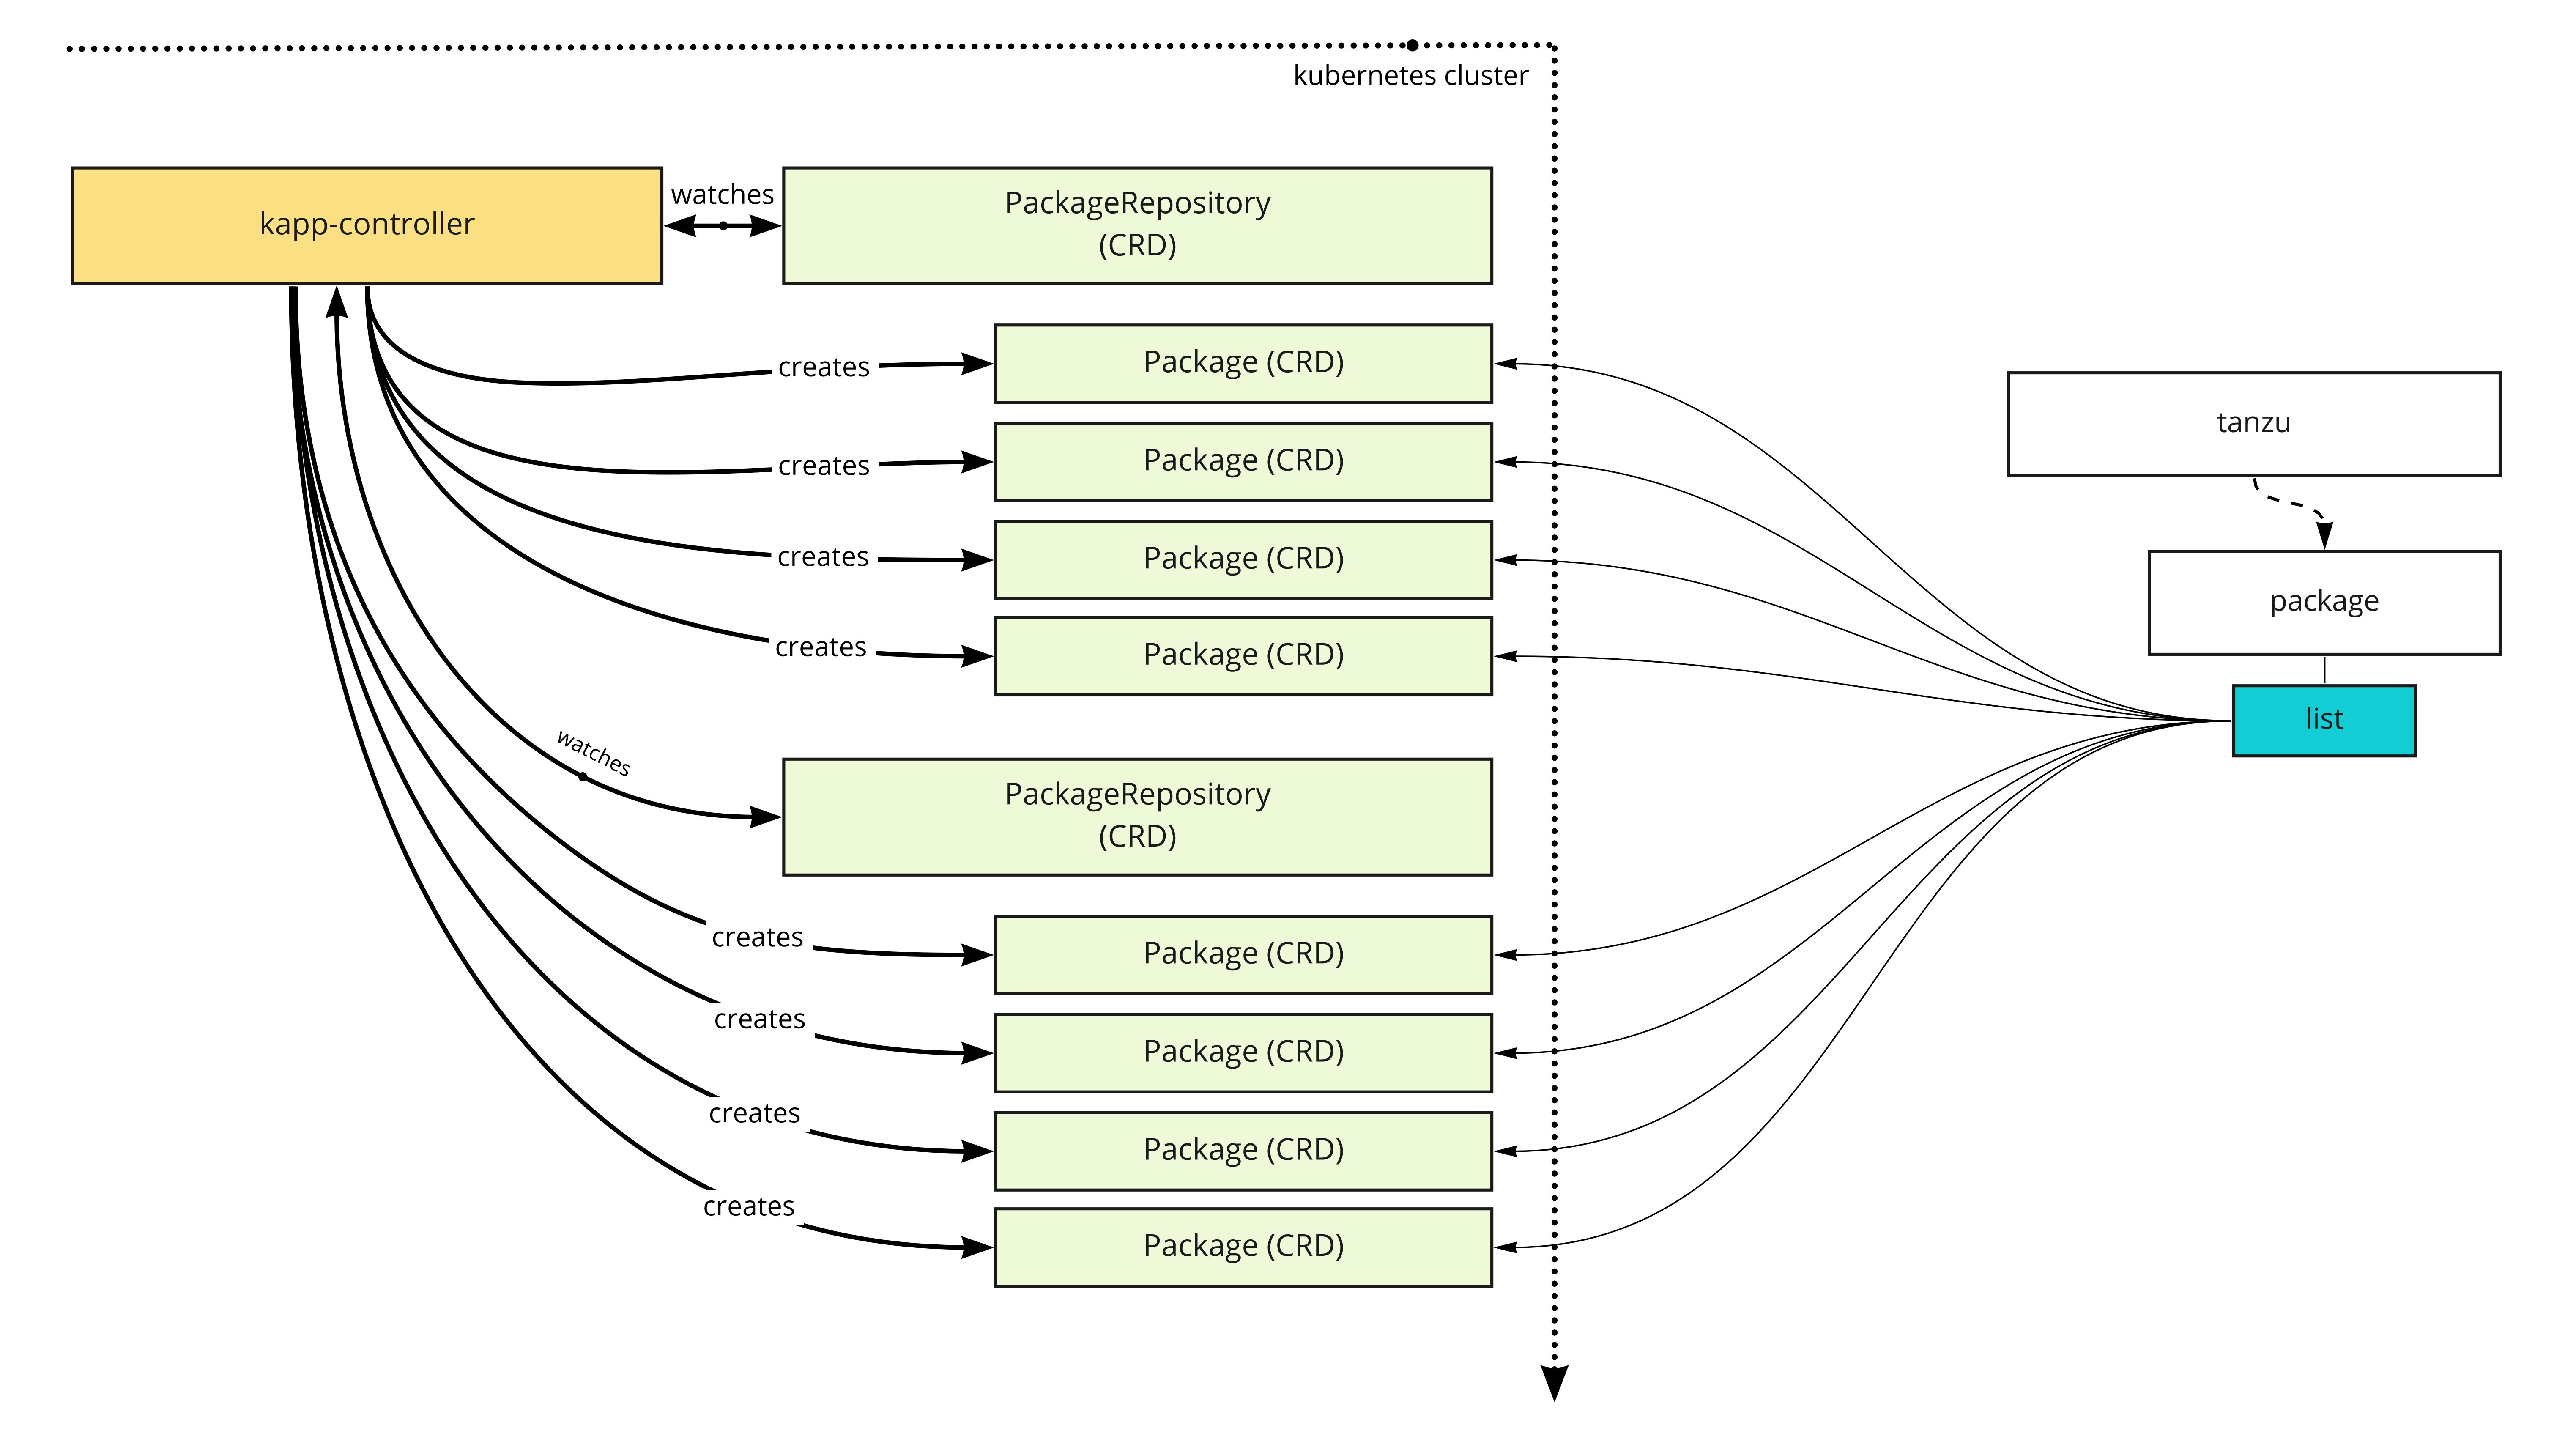 kubernetes cluster
kapp-controller
watches
PackageRepository
(CRD)
creates
Package (CRD)
creates
Package (CRD)
creates
Package (CRD)
creates
Package (CRD)
watches
PackageRepository
(CRD)
creates
Package (CRD)
creates
Package (CRD)
creates
Package (CRD)
creates
Package (CRD)
tanzu
package
list